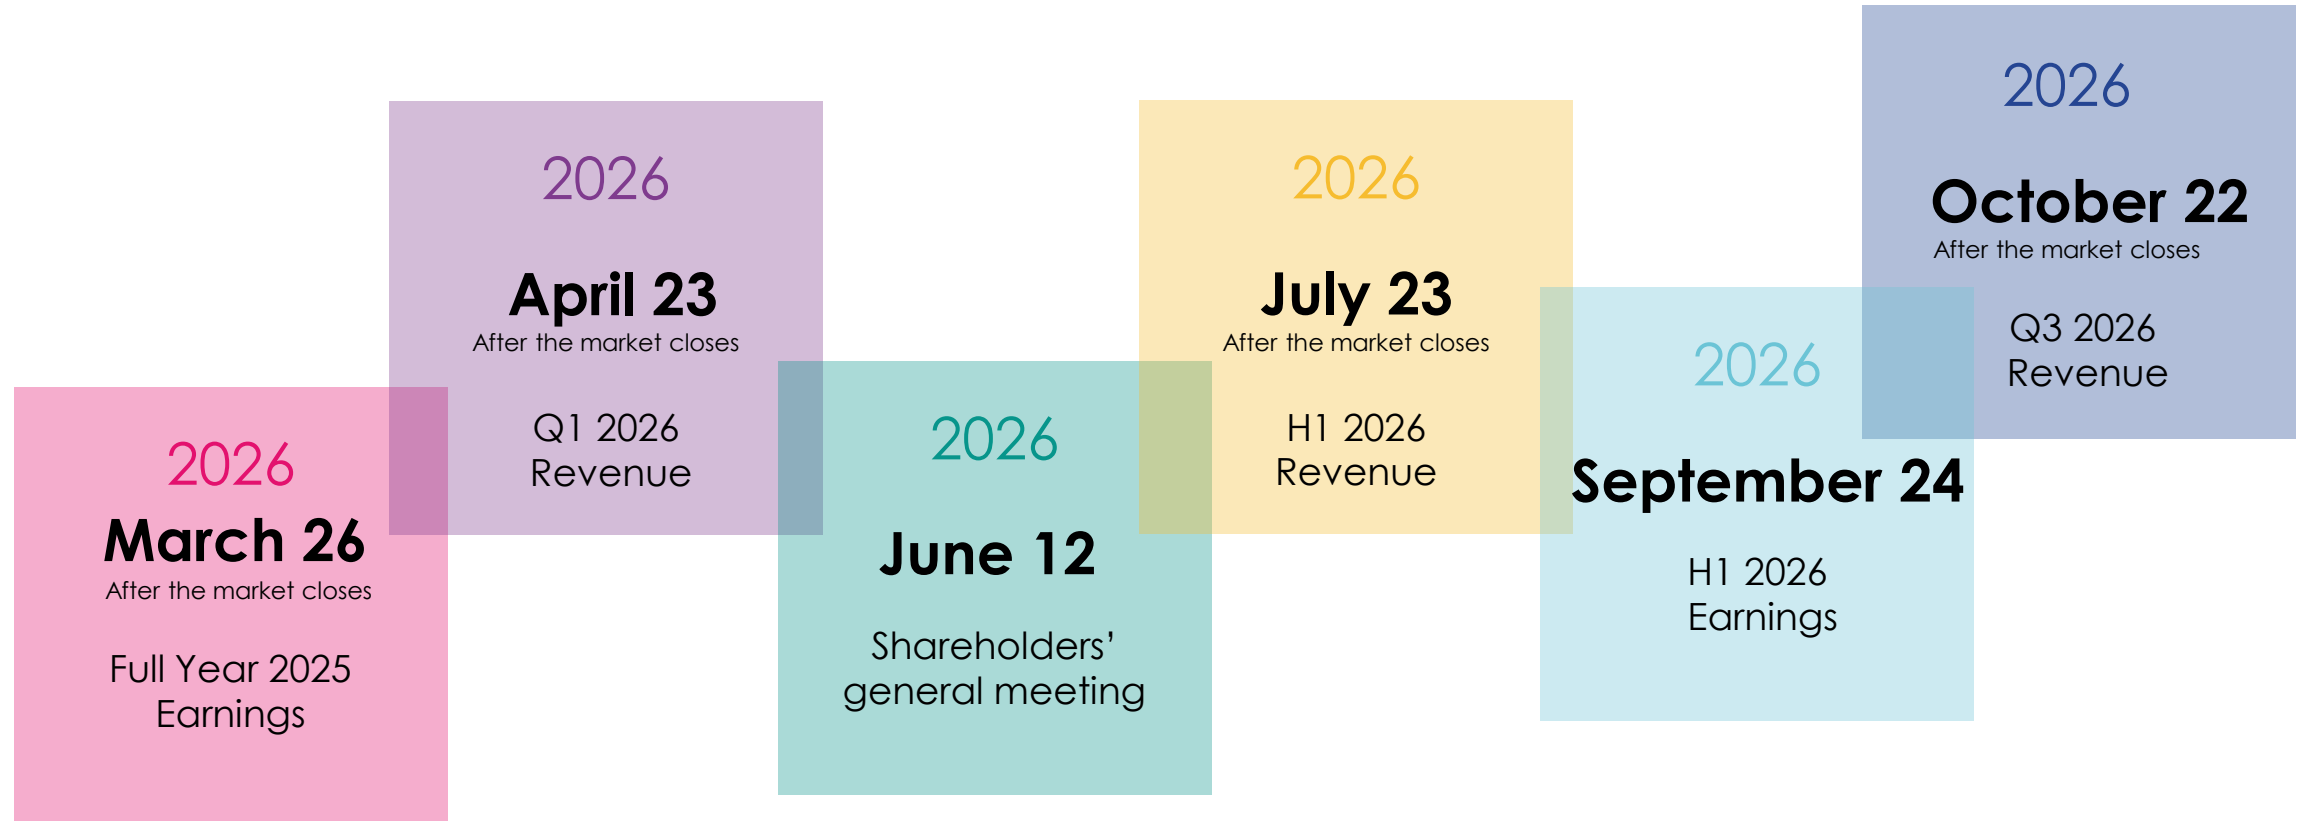 2026
March 26
After the market closes
Full Year 2025
Earnings
2026
April 23
After the market closes
Q1 2026
Revenue
2026
June 12
Shareholders’
general meeting
2026
July 23
After the market closes
H1 2026
Revenue
2026
September 24
H1 2026
Earnings
2026
October 22
After the market closes
Q3 2026
Revenue